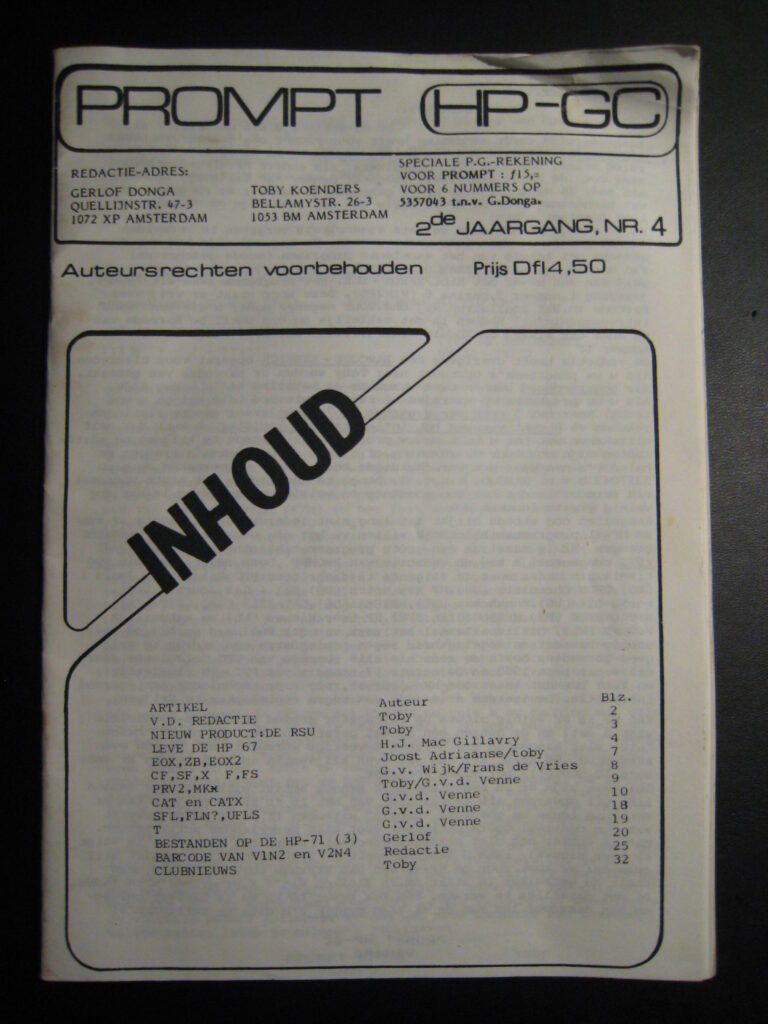 PROMPT HP-GC
REDACTIE-ADRES:
GERLOF DONGA
QUELLIJNSTR. 47-3
1072 XP AMSTERDAM
TOBY KOENDERS
BELLAMYSTR. 26-3
1053 BM AMSTERDAM
SPECIALE P.G.-REKENING
VOOR PROMPT : ƒ15,=
VOOR 6 NUMMERS OP
5357043 t.n.v. G.Donga.
2de JAARGANG, NR. 4
Auteursrechten voorbehouden Prijs Dfl4,50
INHOUD
ARTIKEL Auteur Blz.
V.D. REDACTIE Toby 2
NIEUW PRODUCT:DE RSU Toby 3
LEVE DE HP 67 H.J. Mac Gillavry 4
EOX,ZB,EOX2 Joost Adriaanse/toby 7
CF,SF,X F,FS G.v. Wijk/Frans de Vries 8
PRV2,MK* Toby/G.v.d. Venne 9
CAT en CATX G.v.d. Venne 10
SFL,FLN?,UFLS G.v.d. Venne 18
T G.v.d. Venne 19
BESTANDEN OP DE HP-71 (3) Gerlof 20
BARCODE VAN V1N2 en V2N4 Redactie 25
CLUBNIEUWS Toby 32